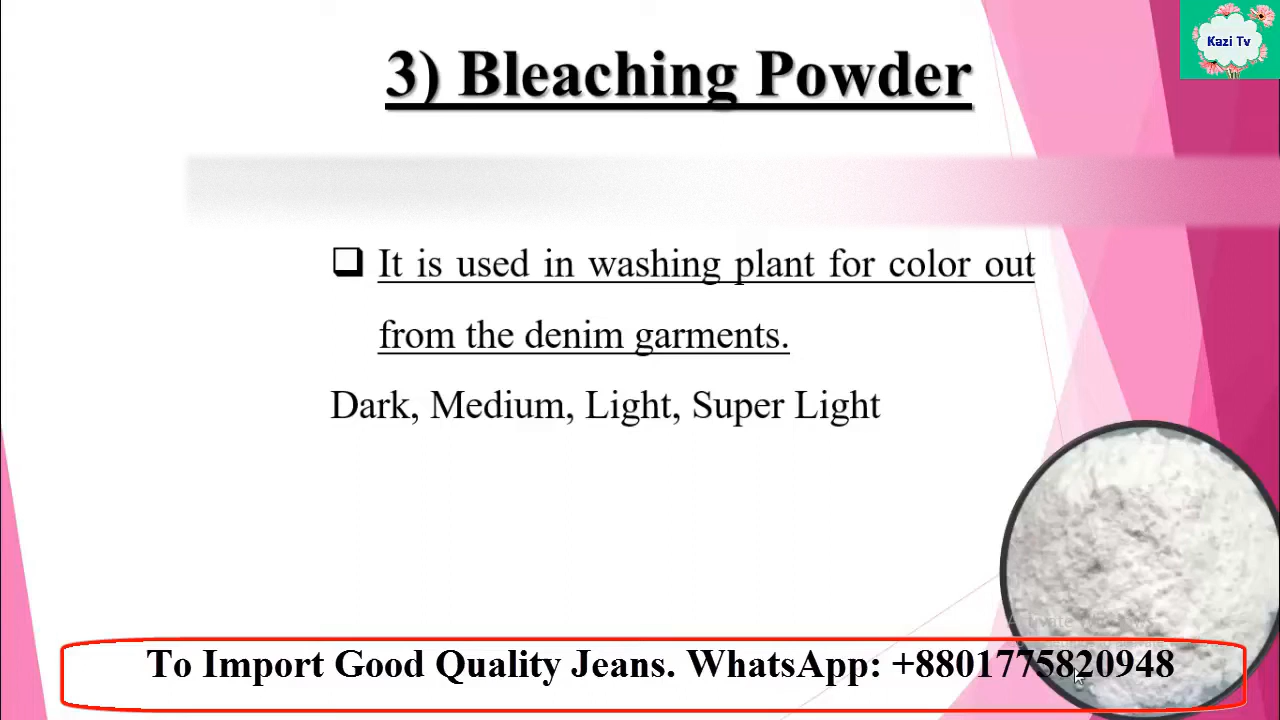 Kazi Tv
3) Bleaching Powder
❑ It is used in washing plant for color out
from the denim garments.
Dark, Medium, Light, Super Light
To Import Good Quality Jeans. WhatsApp: +8801775820948